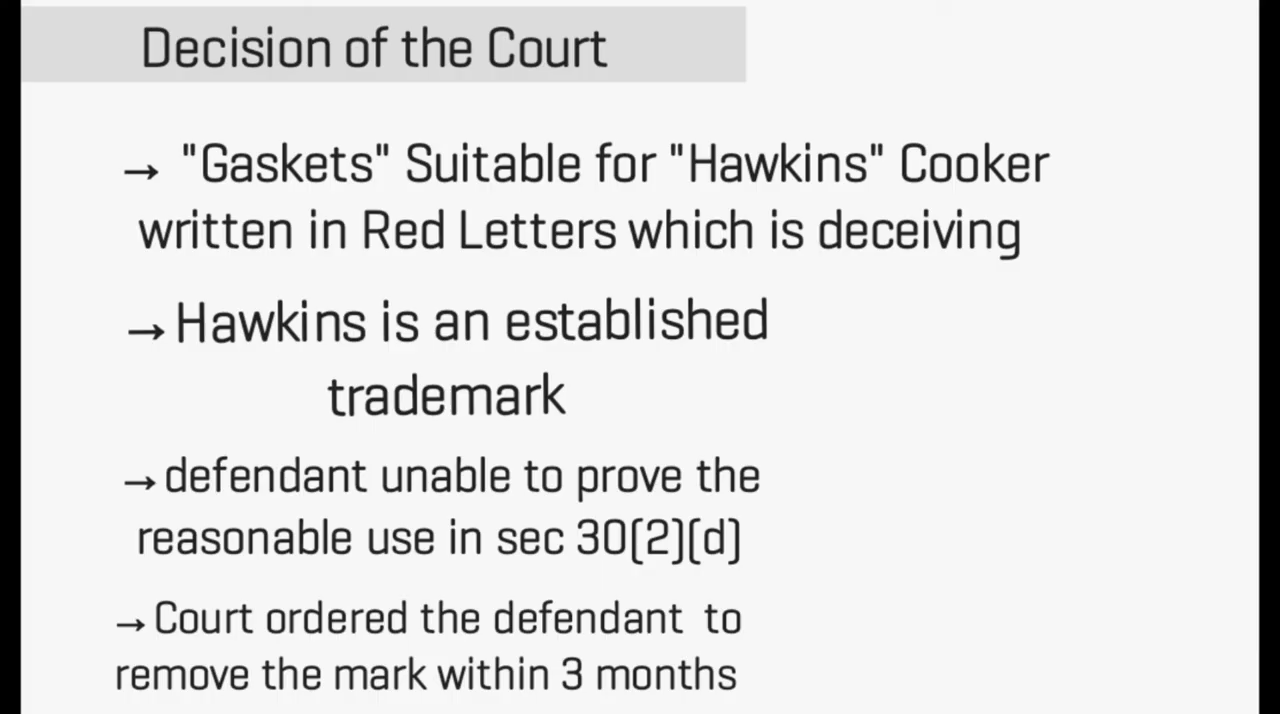 Decision of the Court
→ "Gaskets" Suitable for "Hawkins" Cooker
written in Red Letters which is deceiving
→ Hawkins is an established
trademark
→ defendant unable to prove the
reasonable use in sec 30(2)(d)
→ Court ordered the defendant to
remove the mark within 3 months